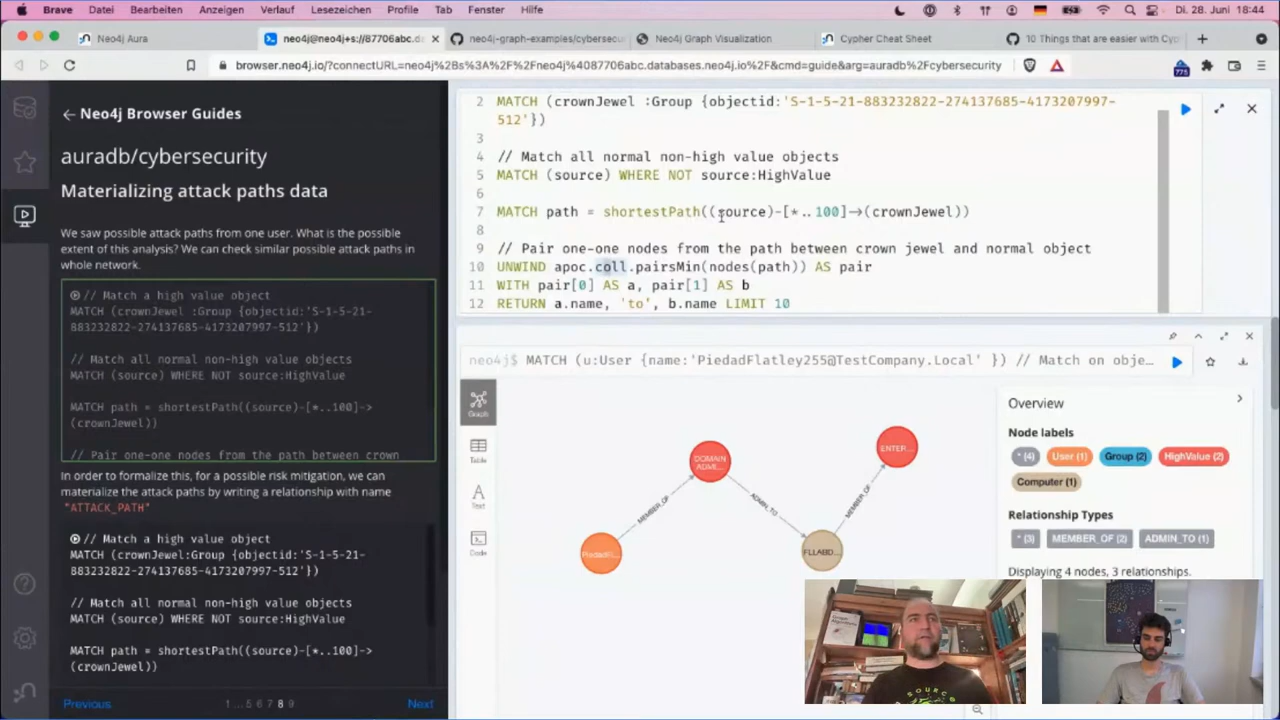 Brave Datei Bearbeiten Anzeigen Verlauf Lesezeichen Profile Tab Fenster Hilfe Di. 28. Juni 18:44
Neo4j Aura neo4j@neo4j+s://87706abc.da neo4j-graph-examples/cybersecu Neo4j Graph Visualization Cypher Cheat Sheet 10 Things that are easier with Cyp
browser.neo4j.io/?connectURL=neo4j%2Bs%3A%2F%2Fneo4j%4087706abc.databases.neo4j.io%2F&cmd=guide&arg=auradb%2Fcybersecurity
775
Neo4j Browser Guides
auradb/cybersecurity
Materializing attack paths data
We saw possible attack paths from one user. What is the possible
extent of this analysis? We can check similar possible attack paths in
whole network.
// Match a high value object
MATCH (crownJewel :Group {objectid:'S-1-5-21-
883232822-274137685-4173207997-512'})
// Match all normal non-high value objects
MATCH (source) WHERE NOT source:HighValue
MATCH path = shortestPath((source)-[*..100]->
(crownJewel))
// Pair one-one nodes from the path between crown
In order to formalize this, for a possible risk mitigation, we can
materialize the attack paths by writing a relationship with name
"ATTACK_PATH"
// Match a high value object
MATCH (crownJewel:Group {objectid:'S-1-5-21-
883232822-274137685-4173207997-512'})
// Match all normal non-high value objects
MATCH (source) WHERE NOT source:HighValue
MATCH path = shortestPath((source)-[*..100]->
(crownJewel))
Previous 1 ... 5 6 7 8 9 Next
2 MATCH (crownJewel :Group {objectid:'S-1-5-21-883232822-274137685-4173207997-
512'})
3
4 // Match all normal non-high value objects
5 MATCH (source) WHERE NOT source:HighValue
6
7 MATCH path = shortestPath((source)-[*..100]->(crownJewel))
8
9 // Pair one-one nodes from the path between crown jewel and normal object
10 UNWIND apoc.coll.pairsMin(nodes(path)) AS pair
11 WITH pair[0] AS a, pair[1] AS b
12 RETURN a.name, 'to', b.name LIMIT 10
neo4j$ MATCH (u:User {name:'PiedadFlatley255@TestCompany.Local' }) // Match on obje…
Graph
Table
Text
Code
DOMAIN
ADMI...
ENTER...
PiedadFl...
FLLABD...
MEMBER_OF
ADMIN_TO
MEMBER_OF
Overview
Node labels
* (4) User (1) Group (2) HighValue (2)
Computer (1)
Relationship Types
* (3) MEMBER_OF (2) ADMIN_TO (1)
Displaying 4 nodes, 3 relationships.
SOURCE